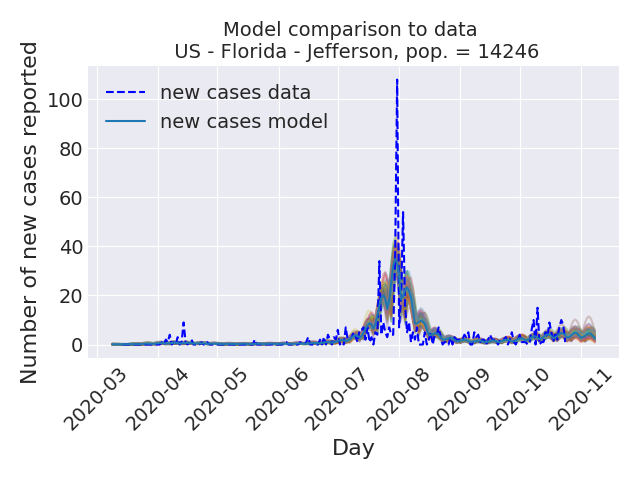 Model comparison to data
US - Florida - Jefferson, pop. = 14246
Number of new cases reported
new cases data
new cases model
100
80
60
40
20
0
2020-03
2020-04
2020-05
2020-06
2020-07
2020-08
2020-09
2020-10
2020-11
Day